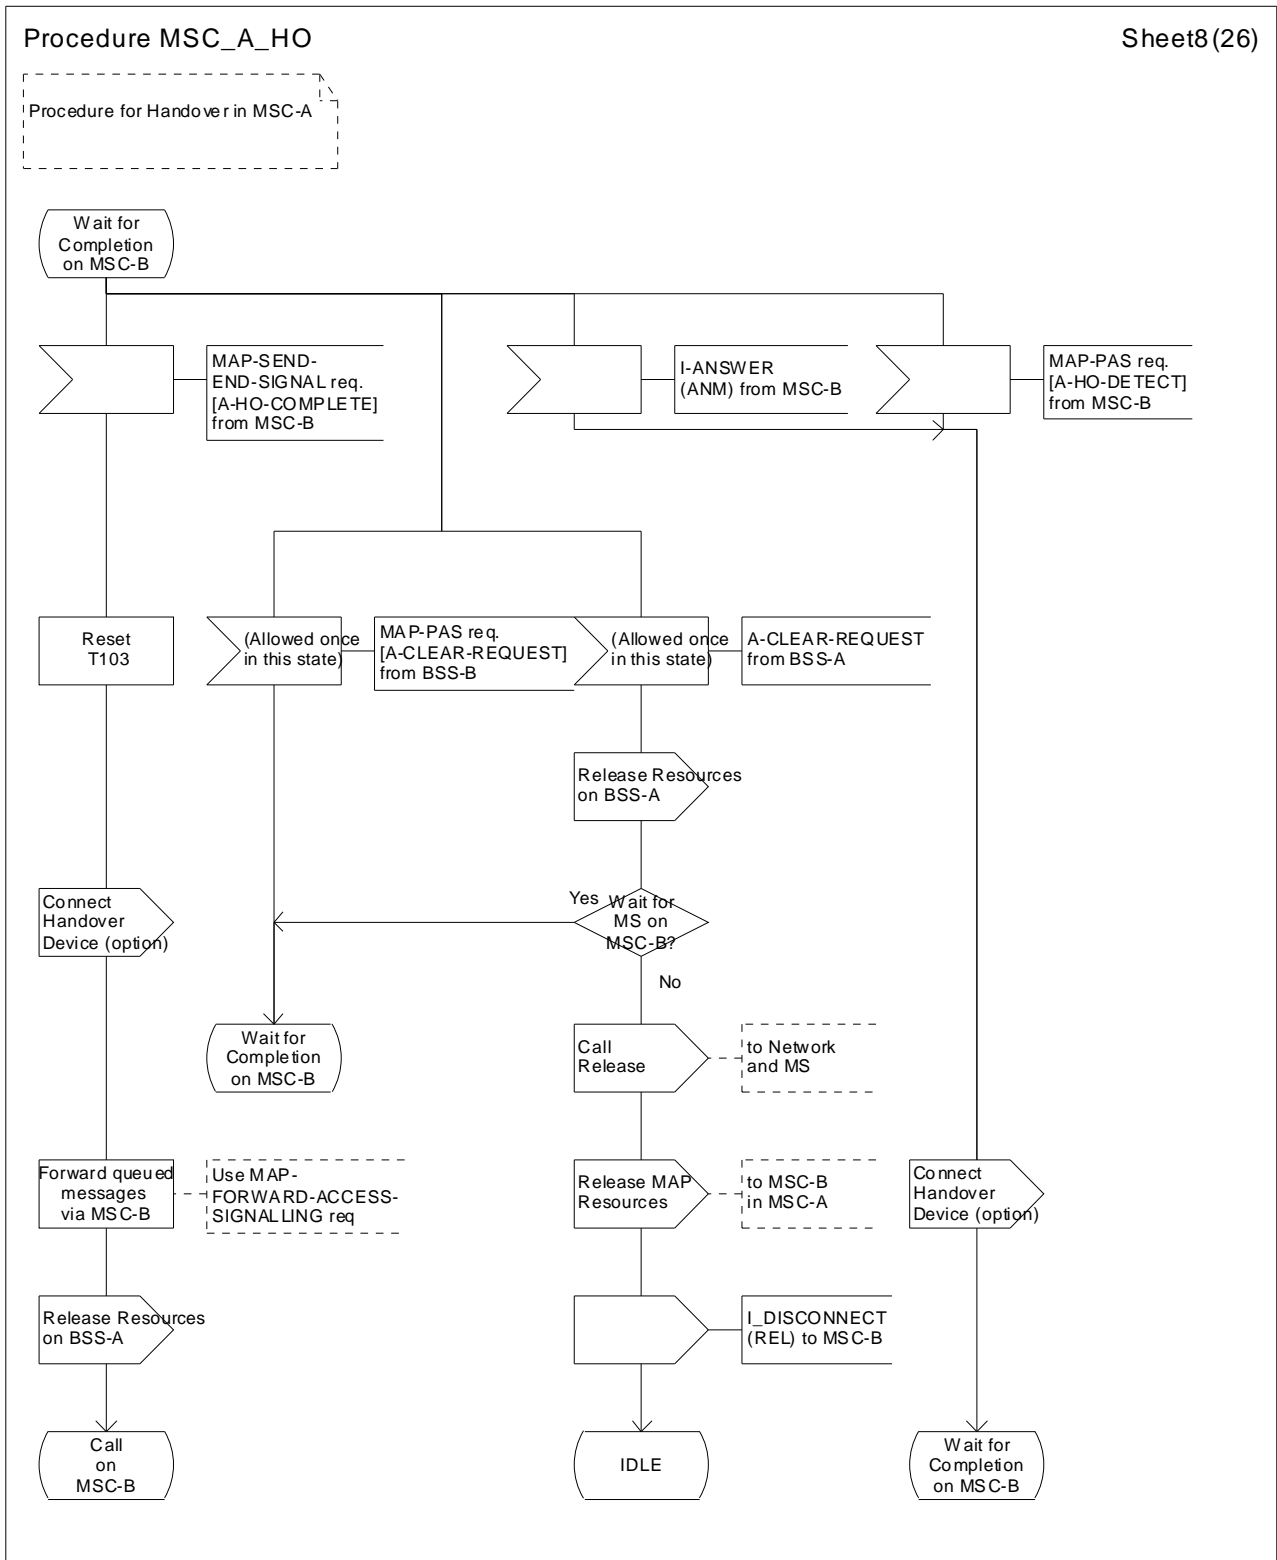 Procedure MSC_A_HO
Sheet8(26)
Procedure for Handover in MSC-A
Wait for
Completion
on MSC-B
MAP-SEND-
END-SIGNAL req.
[A-HO-COMPLETE]
from MSC-B
I-ANSWER
(ANM) from MSC-B
MAP-PAS req.
[A-HO-DETECT]
from MSC-B
Reset
T103
(Allowed once
in this state)
MAP-PAS req.
[A-CLEAR-REQUEST]
from BSS-B
(Allowed once
in this state)
A-CLEAR-REQUEST
from BSS-A
Release Resources
on BSS-A
Connect
Handover
Device (option)
Yes
Wait for
MS on
MSC-B?
No
Wait for
Completion
on MSC-B
Call
Release
to Network
and MS
Forward queued
messages
via MSC-B
Use MAP-
FORWARD-ACCESS-
SIGNALLING req
Release MAP
Resources
to MSC-B
in MSC-A
Connect
Handover
Device (option)
Release Resources
on BSS-A
I_DISCONNECT
(REL) to MSC-B
Call
on
MSC-B
IDLE
Wait for
Completion
on MSC-B